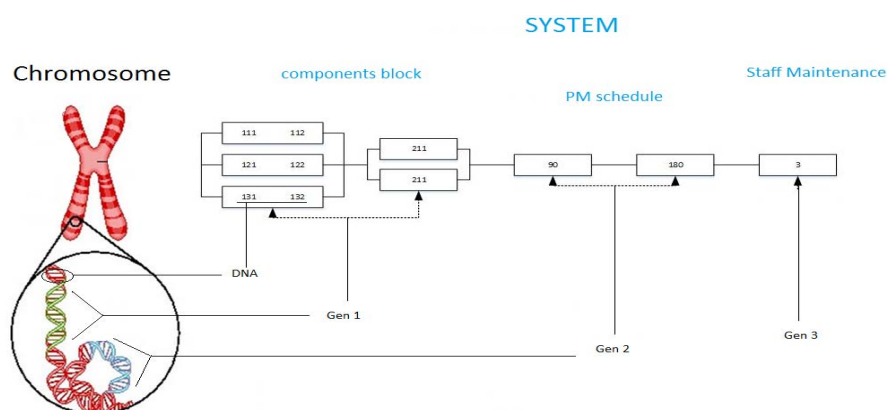 SYSTEM
Chromosome
components block
Staff Maintenance
PM schedule
111 112
121 122
131 132
211
211
90
180
3
DNA
Gen 1
Gen 2
Gen 3